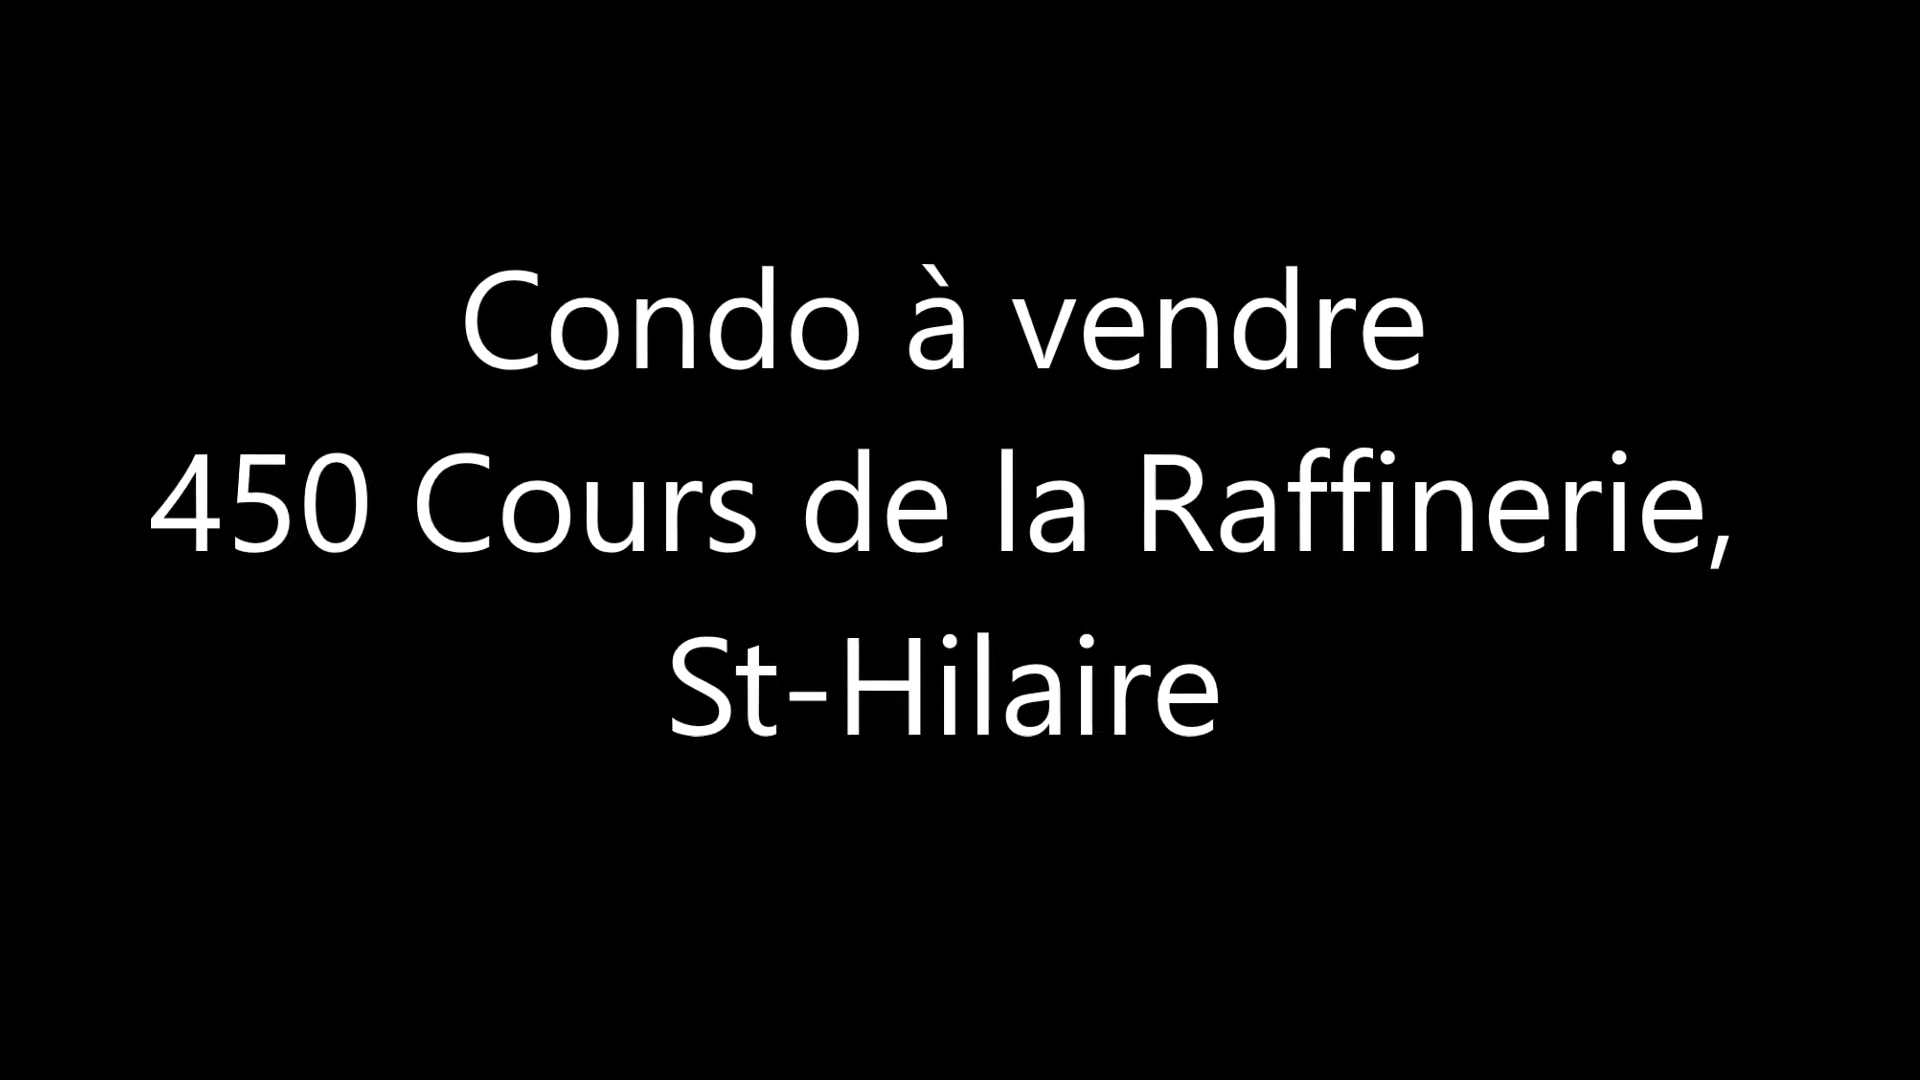 Condo à vendre
450 Cours de la Raffinerie,
St-Hilaire